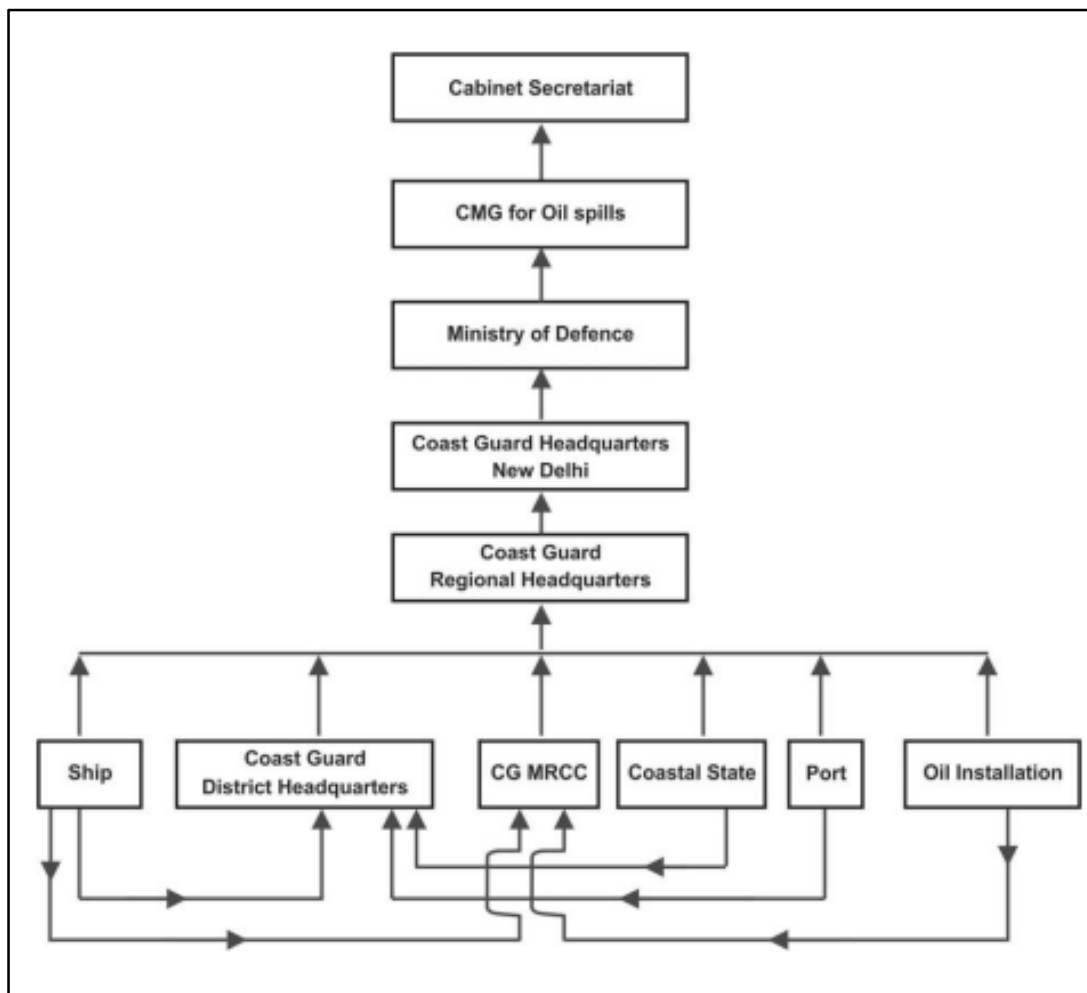 Cabinet Secretariat
CMG for Oil spills
Ministry of Defence
Coast Guard Headquarters
New Delhi
Coast Guard
Regional Headquarters
Ship
Coast Guard
District Headquarters
CG MRCC
Coastal State
Port
Oil Installation